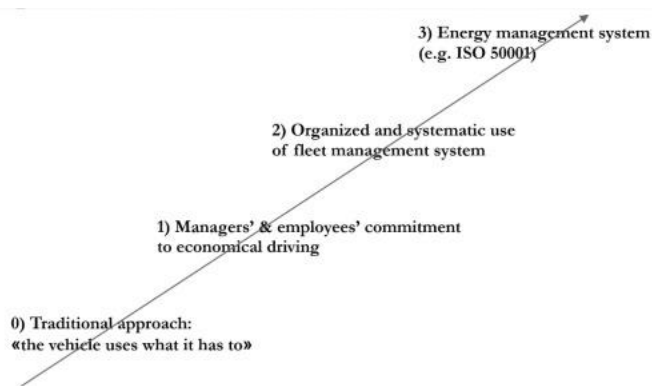 3) Energy management system
(e.g. ISO 50001)
2) Organized and systematic use
of fleet management system
1) Managers' & employees' commitment
to economical driving
0) Traditional approach:
«the vehicle uses what it has to»